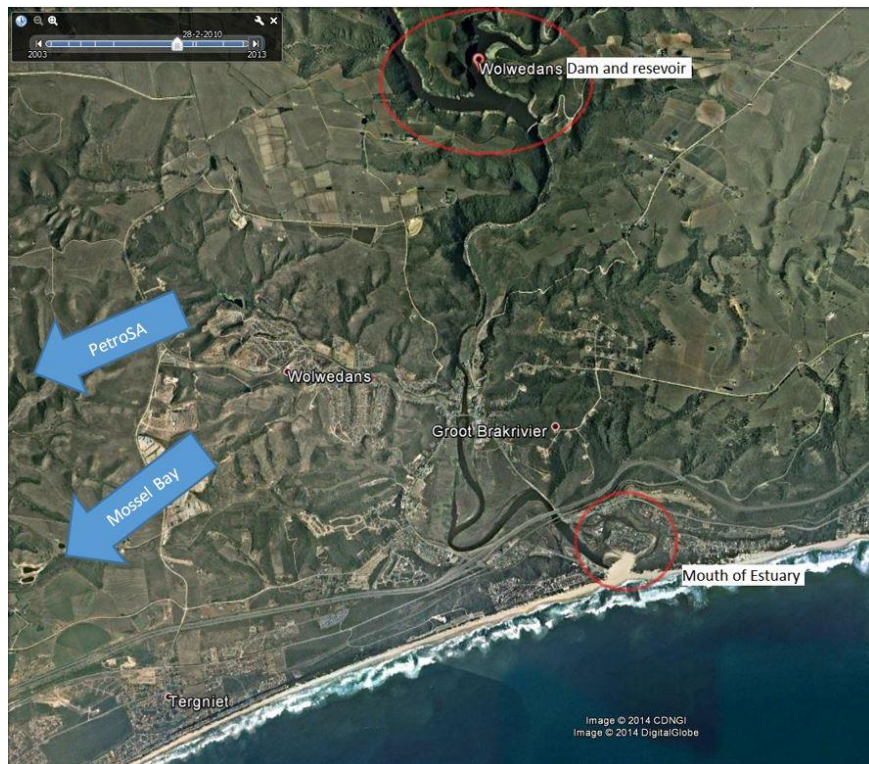 28-2-2010
2003
2013
Wolwedans Dam and resevoir
PetroSA
Wolwedans
Groot Brakrivier
Mossel Bay
Mouth of Estuary
Tergniet
Image © 2014 CDNGI
Image © 2014 DigitalGlobe